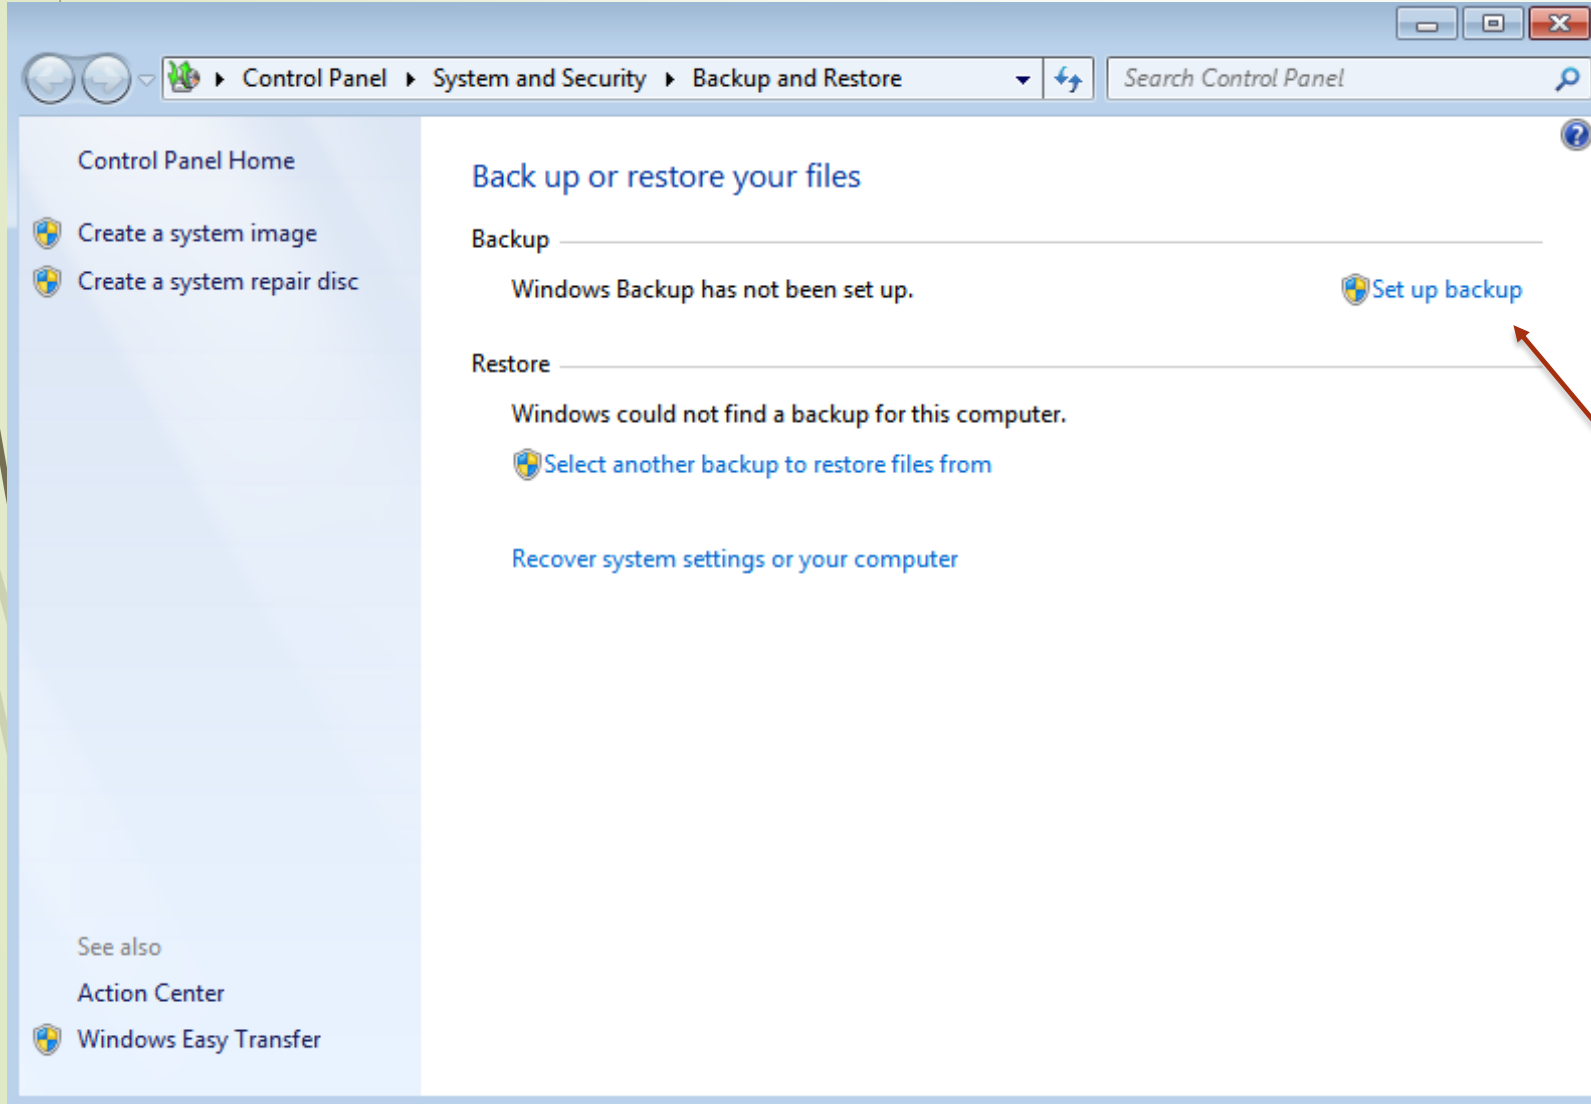 Control Panel System and Security Backup and Restore Search Control Panel
Control Panel Home
Create a system image
Create a system repair disc
See also
Action Center
Windows Easy Transfer
Back up or restore your files
Backup
Windows Backup has not been set up. Set up backup
Restore
Windows could not find a backup for this computer.
Select another backup to restore files from
Recover system settings or your computer